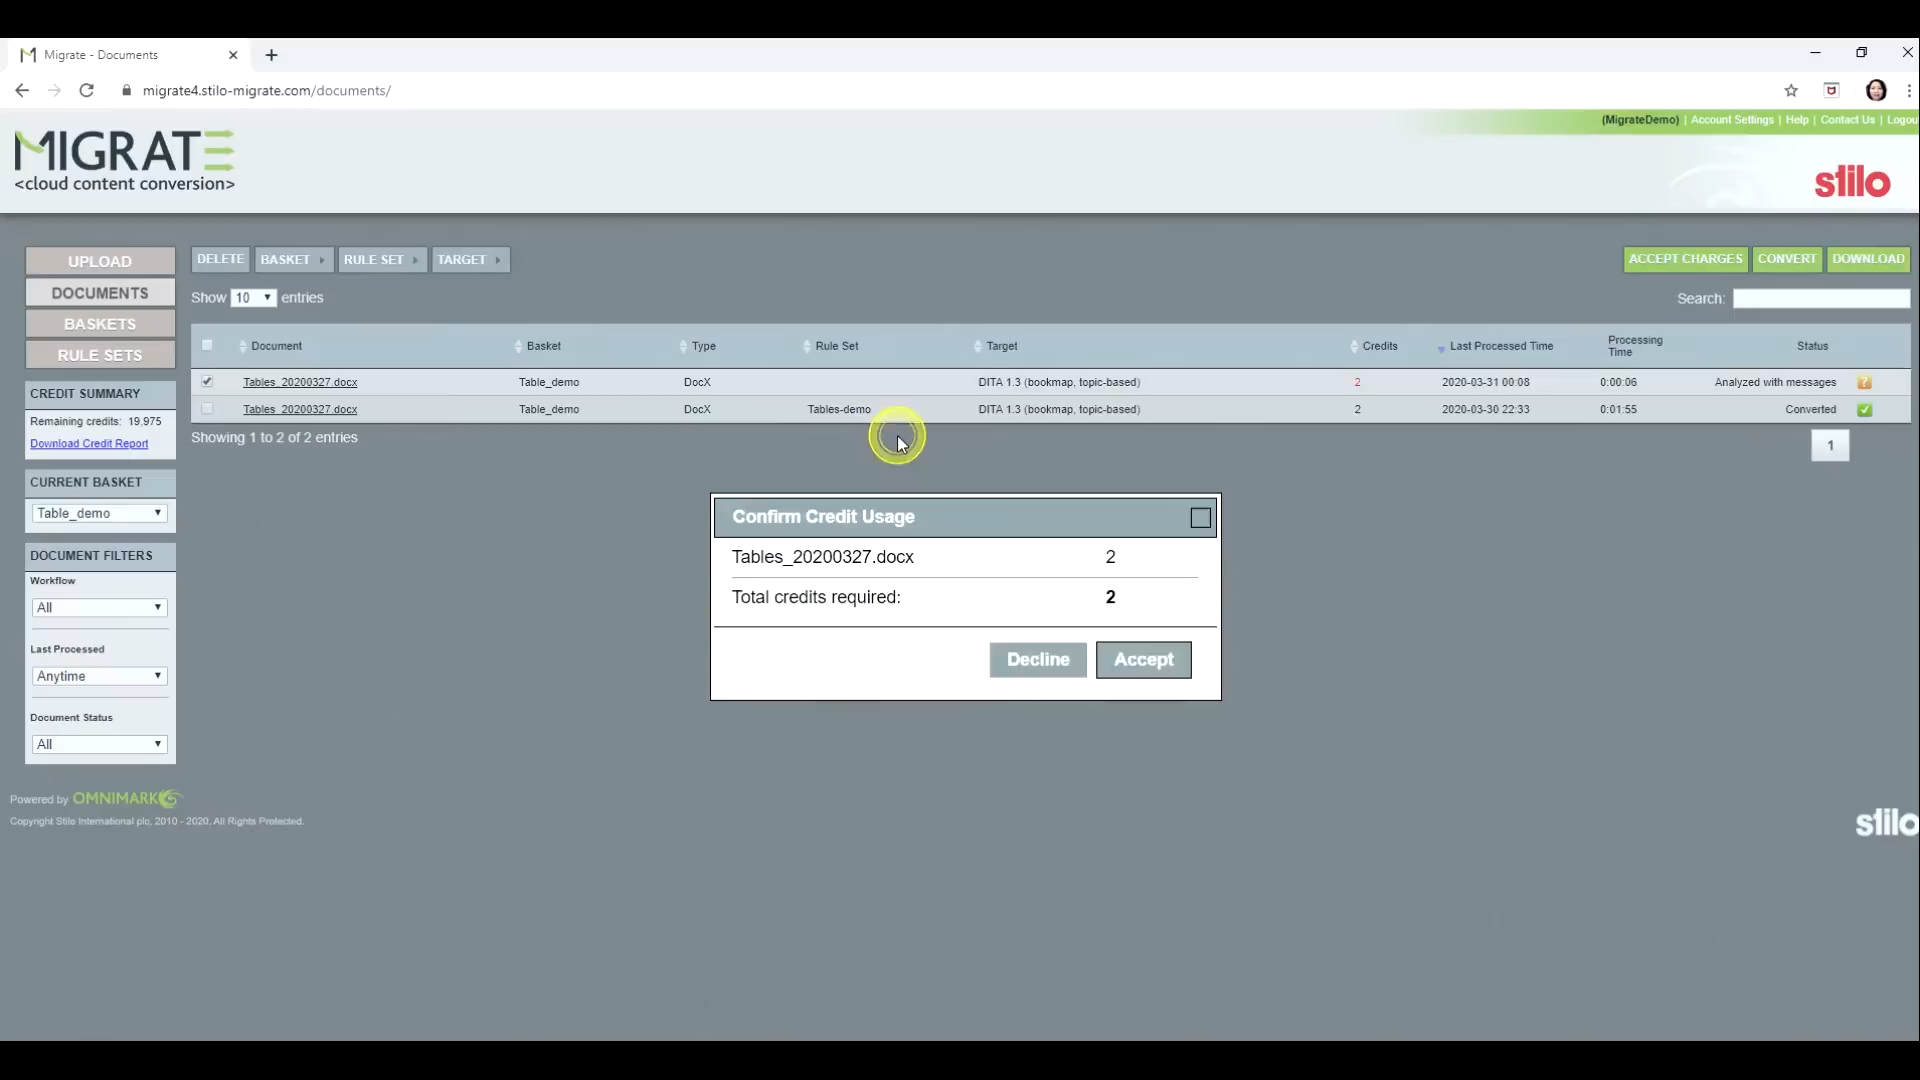 Migrate - Documents
migrate4.stilo-migrate.com/documents/
(MigrateDemo) | Account Settings | Help | Contact Us | Logou
MIGRATE
<cloud content conversion>
stilo
UPLOAD
DOCUMENTS
BASKETS
RULE SETS
DELETE BASKET RULE SET TARGET
ACCEPT CHARGES CONVERT DOWNLOAD
Show 10 entries
Search:
Document Basket Type Rule Set Target Credits Last Processed Time Processing Time Status
Tables_20200327.docx Table_demo DocX DITA 1.3 (bookmap, topic-based) 2 2020-03-31 00:08 0:00:06 Analyzed with messages
Tables_20200327.docx Table_demo DocX Tables-demo DITA 1.3 (bookmap, topic-based) 2 2020-03-30 22:33 0:01:55 Converted
Showing 1 to 2 of 2 entries
1
CREDIT SUMMARY
Remaining credits: 19,975
Download Credit Report
CURRENT BASKET
Table_demo
DOCUMENT FILTERS
Workflow
All
Last Processed
Anytime
Document Status
All
Confirm Credit Usage
Tables_20200327.docx 2
Total credits required: 2
Decline Accept
Powered by OMNIMARK
Copyright Stilo International plc, 2010 - 2020. All Rights Protected.
stilo